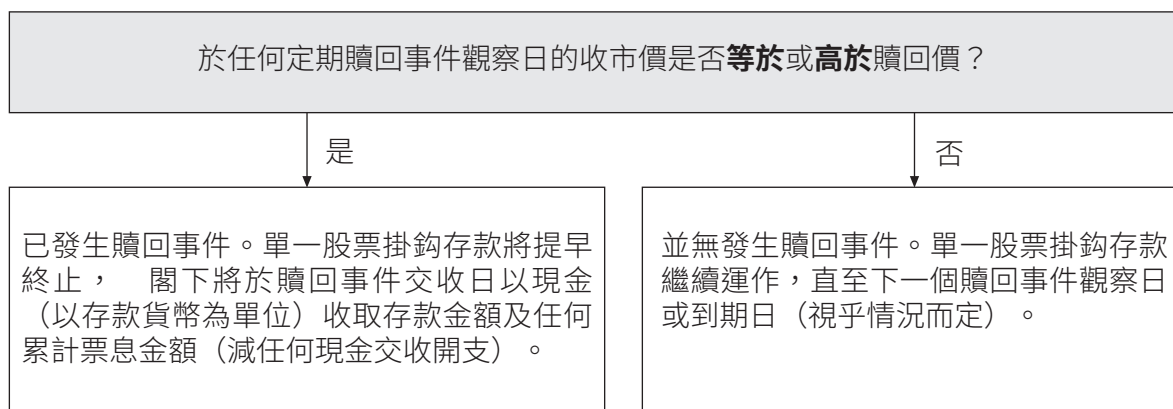 於任何定期贖回事件觀察日的收市價是否等於或高於贖回價？
是
否
已發生贖回事件。單一股票掛鈎存款將提早
終止，　閣下將於贖回事件交收日以現金
（以存款貨幣為單位）收取存款金額及任何
累計票息金額（減任何現金交收開支）。
並無發生贖回事件。單一股票掛鈎存款
繼續運作，直至下一個贖回事件觀察日
或到期日（視乎情況而定）。